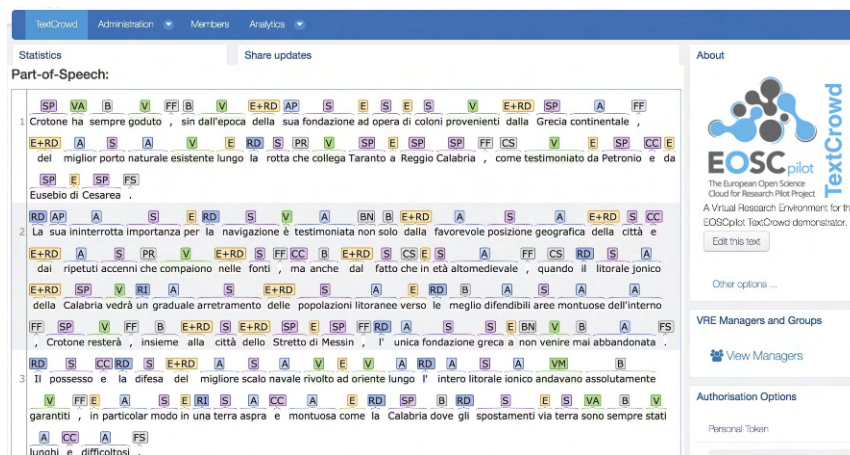 TextCrowd Administration Members Analytics
Statistics Share updates
Part-of-Speech:
SP VA B V FF B V E+RD AP S E S E S V E+RD SP A FF
1 Crotone ha sempre goduto , sin dall'epoca della sua fondazione ad opera di coloni provenienti dalla Grecia continentale ,
E+RD A S A V E RD S PR V SP E SP SP FF CS V E SP CC E
del miglior porto naturale esistente lungo la rotta che collega Taranto a Reggio Calabria , come testimoniato da Petronio e da
SP E SP FS
Eusebio di Cesarea .
RD AP A S E RD S V A BN B E+RD A S A E+RD S CC
2 La sua ininterrotta importanza per la navigazione è testimoniata non solo dalla favorevole posizione geografica della città e
E+RD A S PR V E+RD S FF CC B E+RD S CS E S A FF CS RD S A
dai ripetuti accenni che compaiono nelle fonti , ma anche dal fatto che in età altomedievale , quando il litorale jonico
E+RD SP V RI A S E+RD S A E RD B A S A E+RD S
della Calabria vedrà un graduale arretramento delle popolazioni litoranee verso le meglio difendibili aree montuose dell'interno
FF SP V FF B E+RD S E+RD SP E SP FF RD A S S E BN V B A FS
, Crotone resterà , insieme alla città dello Stretto di Messin , l' unica fondazione greca a non venire mai abbandonata .
RD S CC RD S E+RD A S A V E V A RD A S A VM B
3 Il possesso e la difesa del migliore scalo navale rivolto ad oriente lungo l' intero litorale ionico andavano assolutamente
V FF E A S E RI S A CC A E RD SP B RD S E S VA B V
garantiti , in particolar modo in una terra aspra e montuosa come la Calabria dove gli spostamenti via terra sono sempre stati
A CC A FS
lunghi e difficoltosi .
About
EOSCpilot
TextCrowd
The European Open Science
Cloud for Research Pilot Project
A Virtual Research Environment for th
EOSCpilot TextCrowd demonstrator.
Edit this text
Other options ...
VRE Managers and Groups
View Managers
Authorisation Options
Personal Token